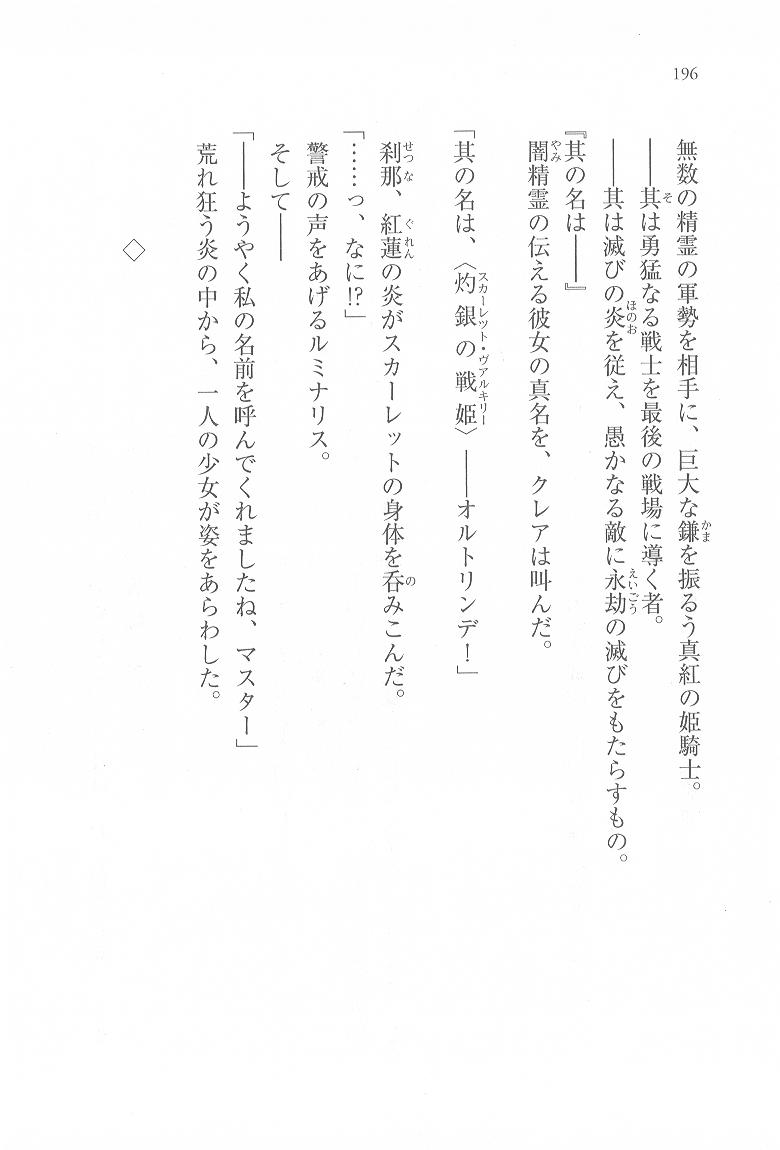 196
無数の精霊の軍勢を相手に、巨大な鎌を振るう真紅の姫騎士。
――其は勇猛なる戦士を最後の戦場に導く者。
――其は滅びの炎を従え、愚かなる敵に永劫の滅びをもたらすもの。
『其の名は――』
闇精霊の伝える彼女の真名を、クレアは叫んだ。
「其の名は、〈灼銀の戦姫〉――オルトリンデ！」
刹那、紅蓮の炎がスカーレットの身体を呑みこんだ。
「……っ、なに!?」
警戒の声をあげるルミナリス。
そして――
「――ようやく私の名前を呼んでくれましたね、マスター」
荒れ狂う炎の中から、一人の少女が姿をあらわした。
◇